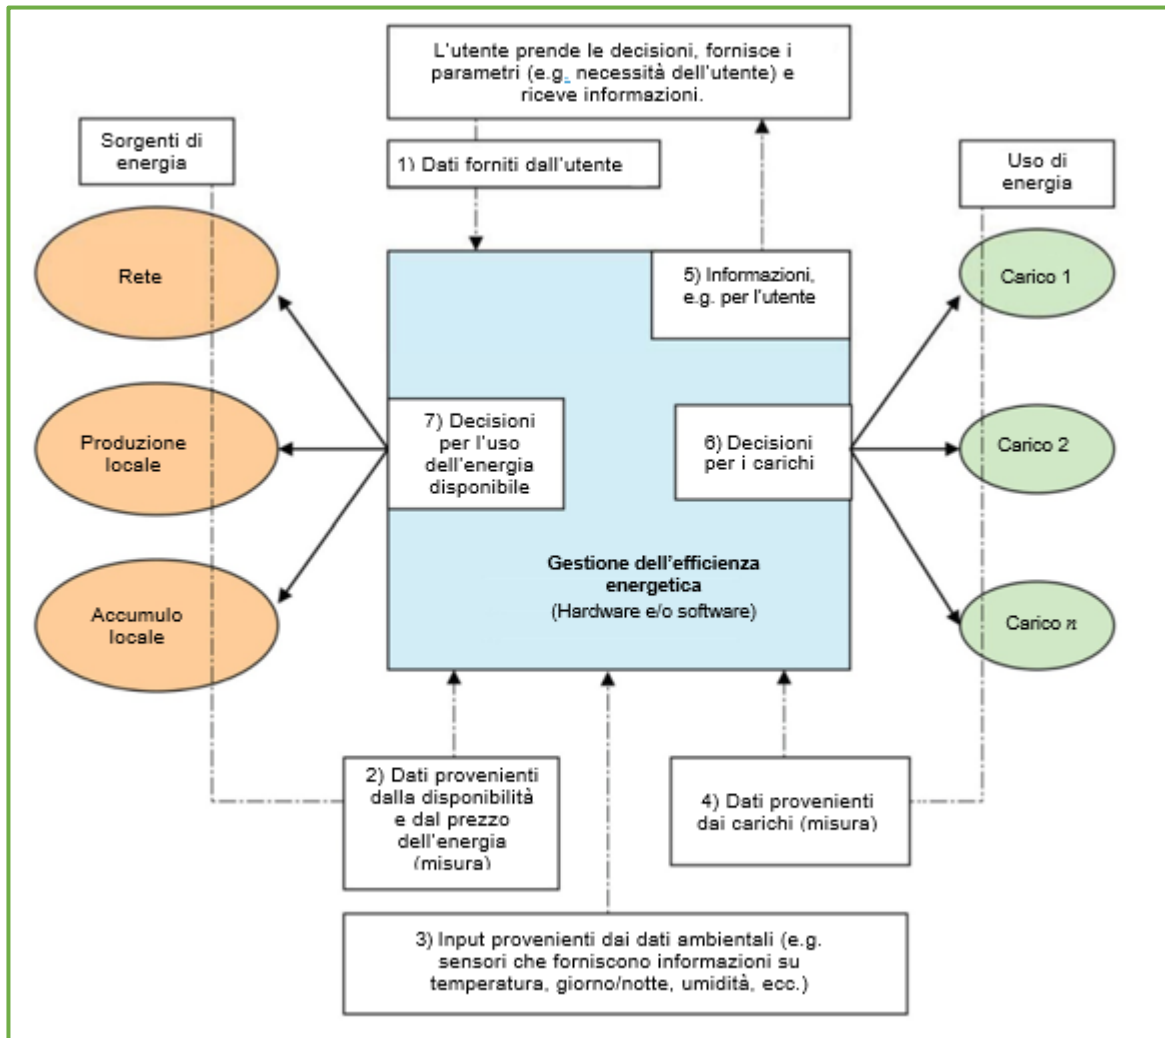 L'utente prende le decisioni, fornisce i
parametri (e.g. necessità dell'utente) e
riceve informazioni.
Sorgenti di
energia
1) Dati forniti dall'utente
Uso di
energia
Rete
5) Informazioni,
e.g. per l'utente
Carico 1
Produzione
locale
7) Decisioni
per l'uso
dell'energia
disponibile
6) Decisioni
per i carichi
Carico 2
Gestione dell'efficienza
energetica
(Hardware e/o software)
Accumulo
locale
Carico n
2) Dati provenienti
dalla disponibilità
e dal prezzo
dell'energia
(misura)
4) Dati provenienti
dai carichi (misura)
3) Input provenienti dai dati ambientali (e.g.
sensori che forniscono informazioni su
temperatura, giorno/notte, umidità, ecc.)